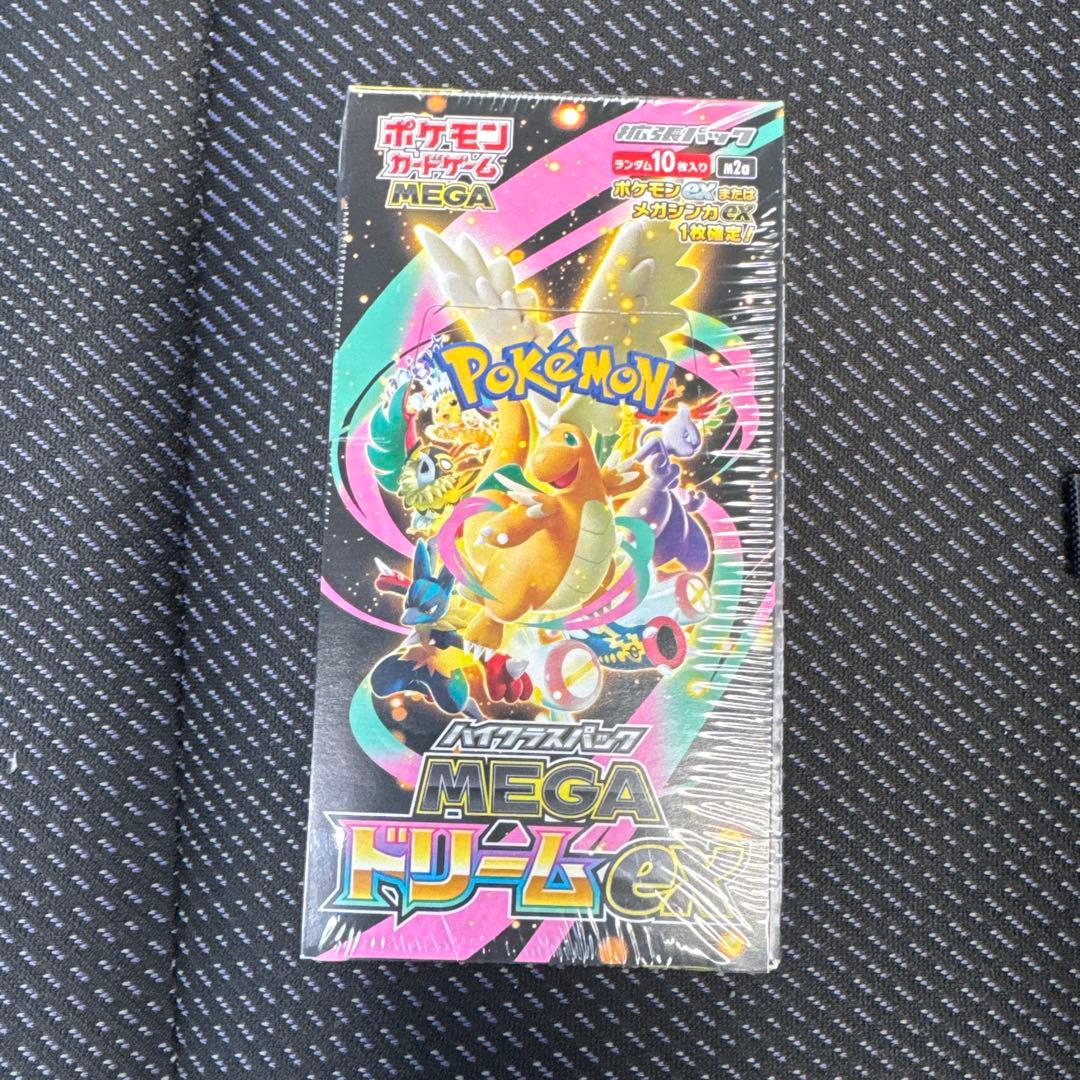 ポケモン
カードゲーム
MEGA
拡張パック
ランダム10枚入り M2a
ポケモンexまたは
メガシンカex
1枚確定!
POKéMON
ハイクラスパック
MEGA
ドリームex